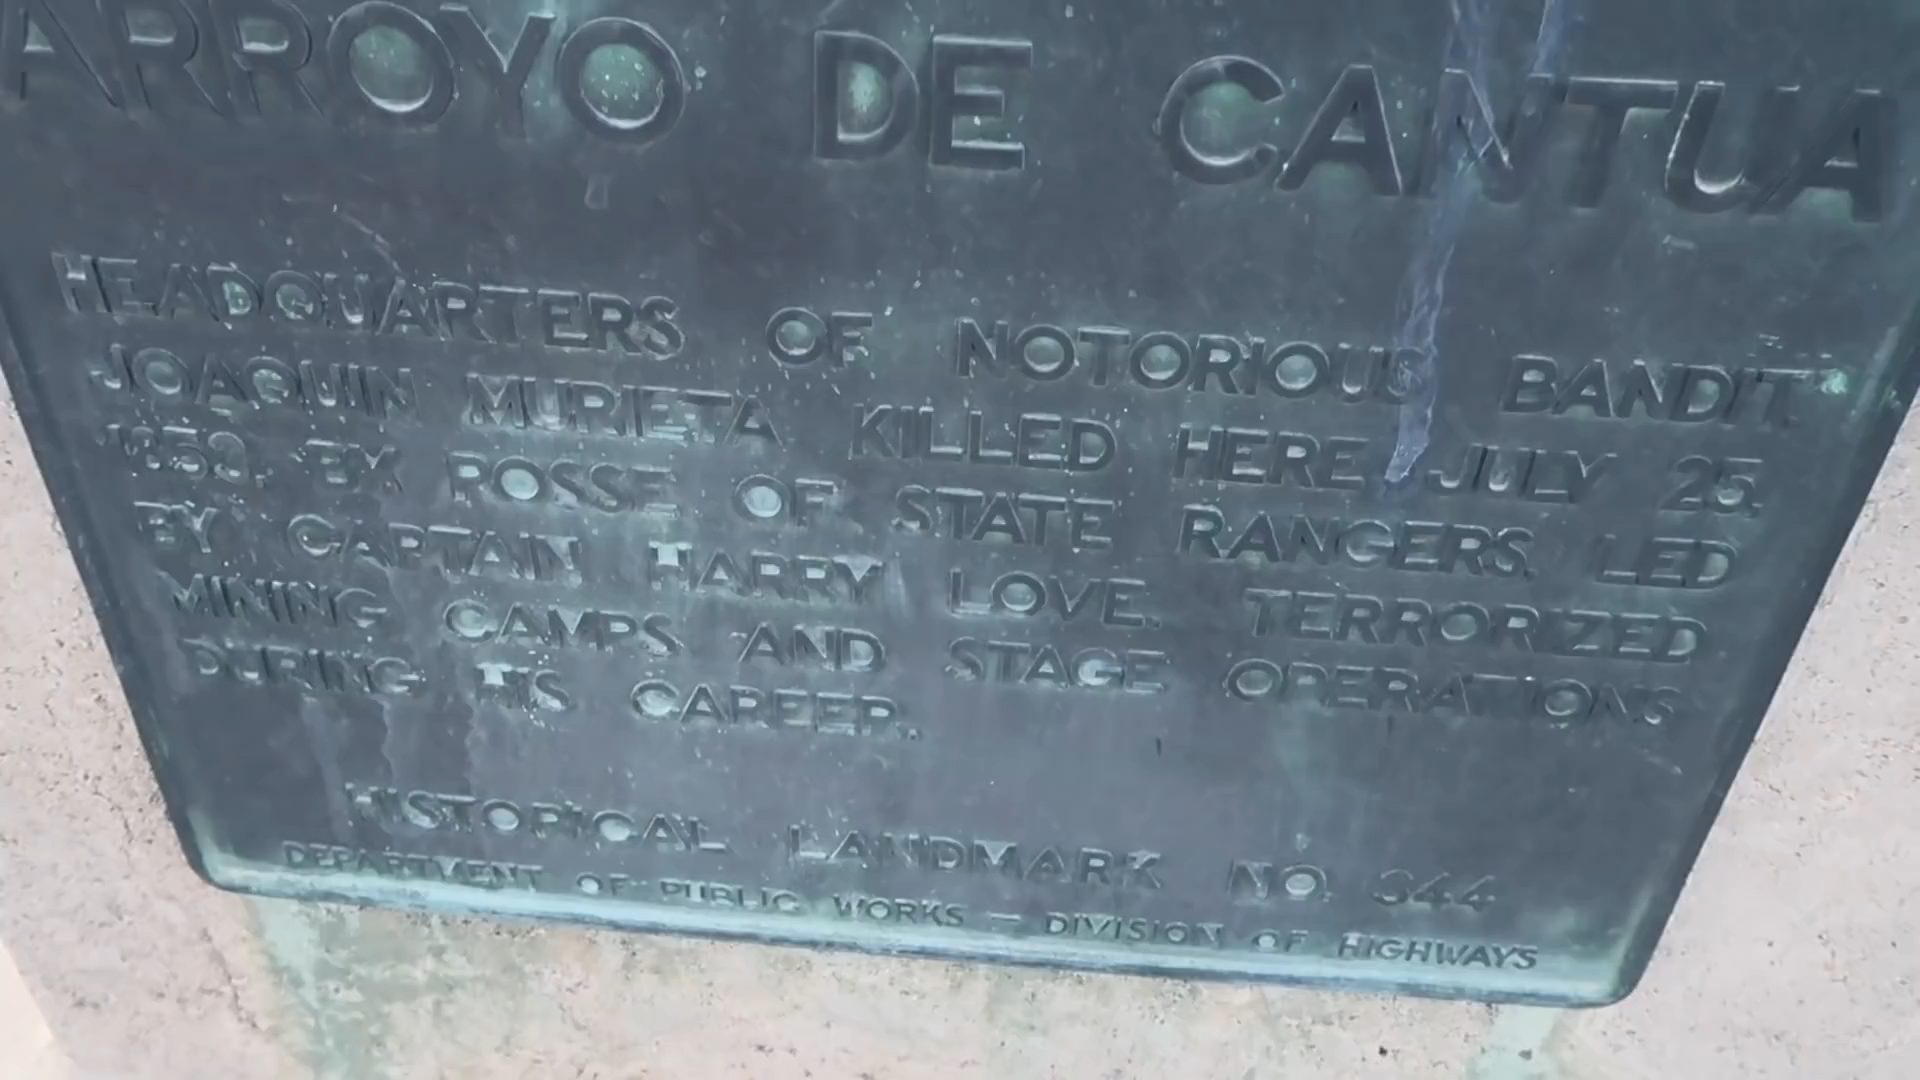 ARROYO DE CANTUA
HEADQUARTERS OF NOTORIOUS BANDIT,
JOAQUIN MURIETA KILLED HERE JULY 25,
1853, BY POSSE OF STATE RANGERS, LED
BY CAPTAIN HARRY LOVE. TERRORIZED
MINING CAMPS AND STAGE OPERATIONS
DURING HIS CAREER.
HISTORICAL LANDMARK NO. 344
DEPARTMENT OF PUBLIC WORKS — DIVISION OF HIGHWAYS